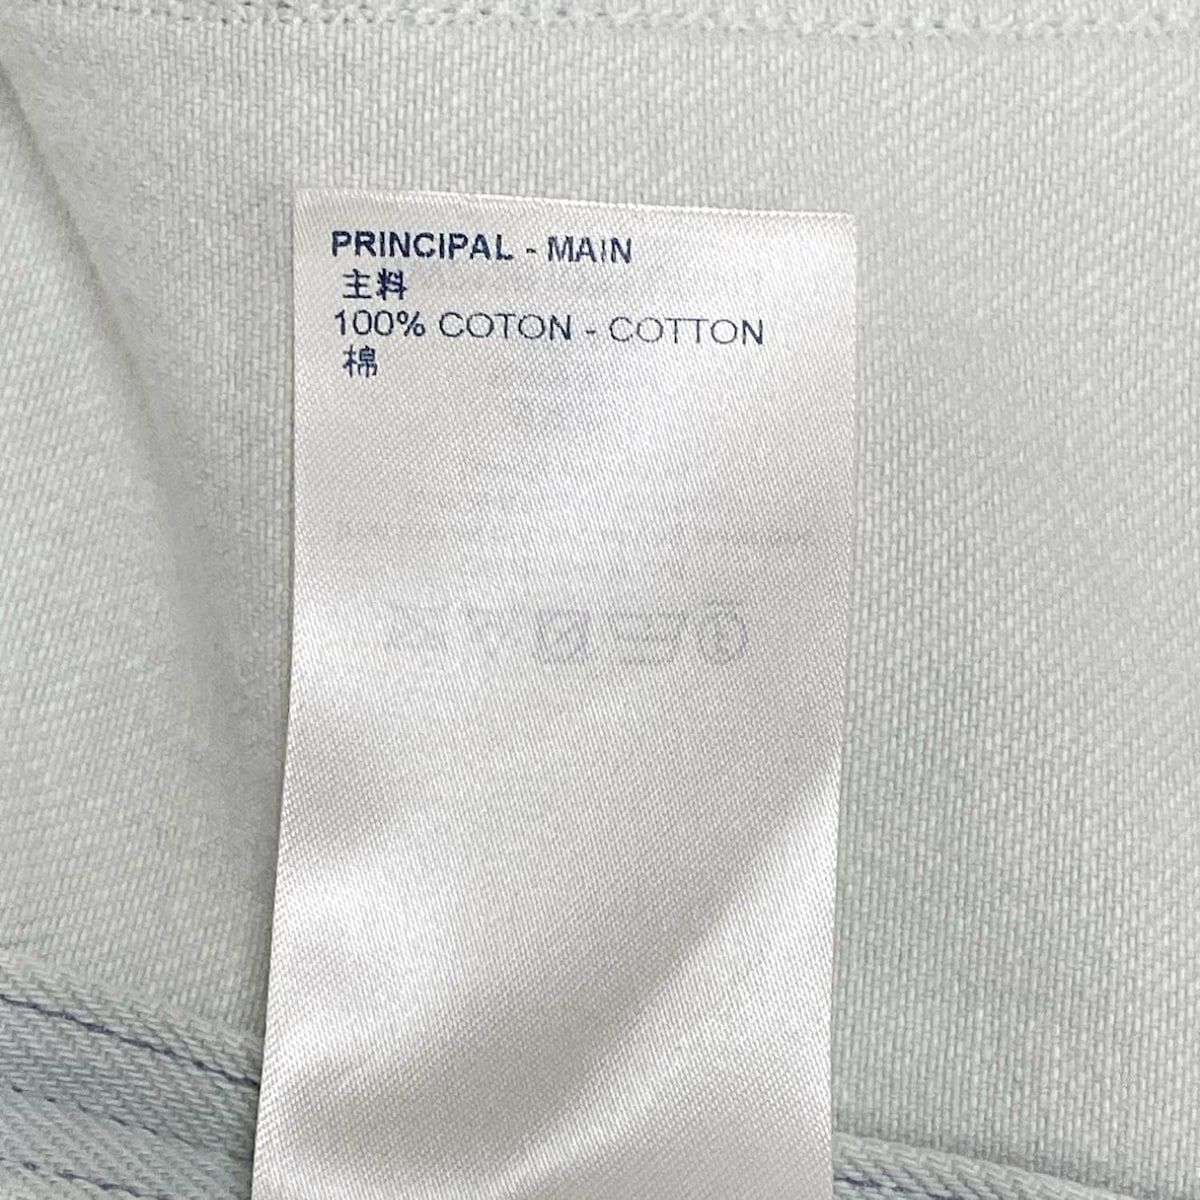 PRINCIPAL - MAIN
主料
100% COTON - COTTON
棉